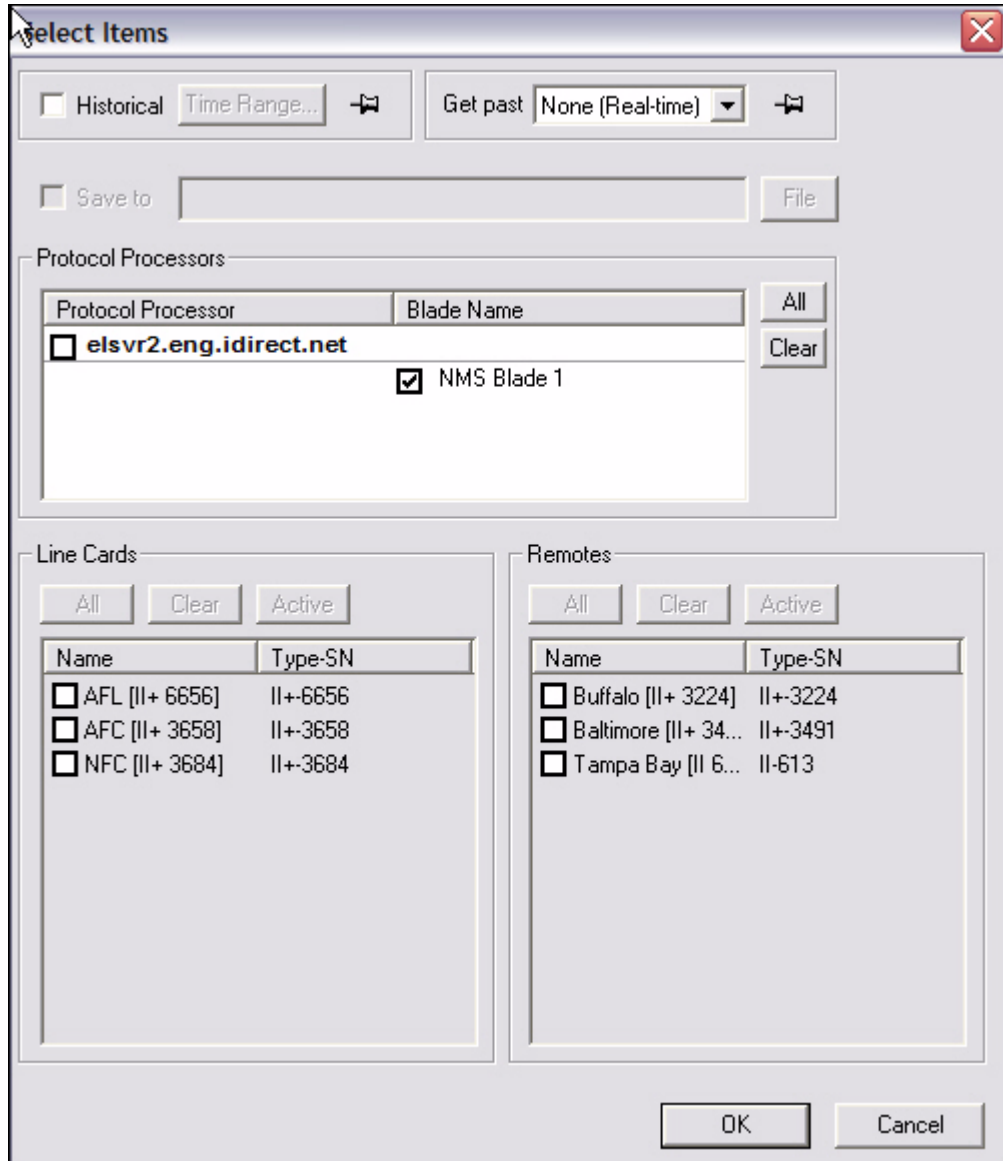 Select Items
Historical Time Range... Get past None (Real-time)
Save to File
Protocol Processors
Protocol Processor Blade Name All
elsvr2.eng.idirect.net Clear
NMS Blade 1
Line Cards Remotes
All Clear Active All Clear Active
Name Type-SN Name Type-SN
AFL [II+ 6656] II+-6656 Buffalo [II+ 3224] II+-3224
AFC [II+ 3658] II+-3658 Baltimore [II+ 34... II+-3491
NFC [II+ 3684] II+-3684 Tampa Bay [II 6... II-613
OK Cancel